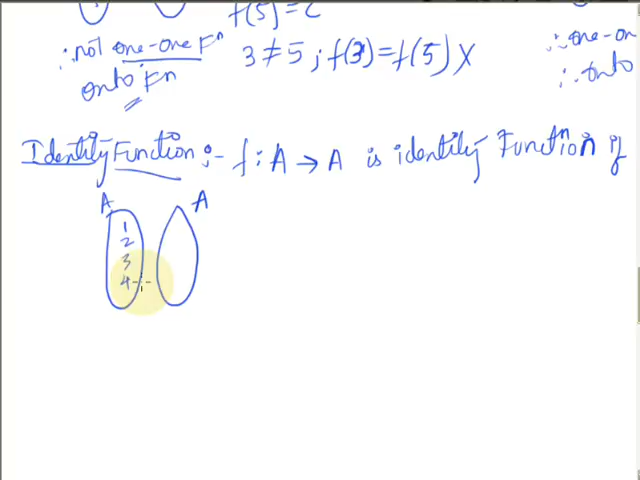 f(5) = c
∴ not one-one Fⁿ 3 ≠ 5 ; f(3) = f(5) X ∴ one-on
onto Fn ∴ onto
Identity Function :- f : A → A is identity Function if
A A
1
2
3
4